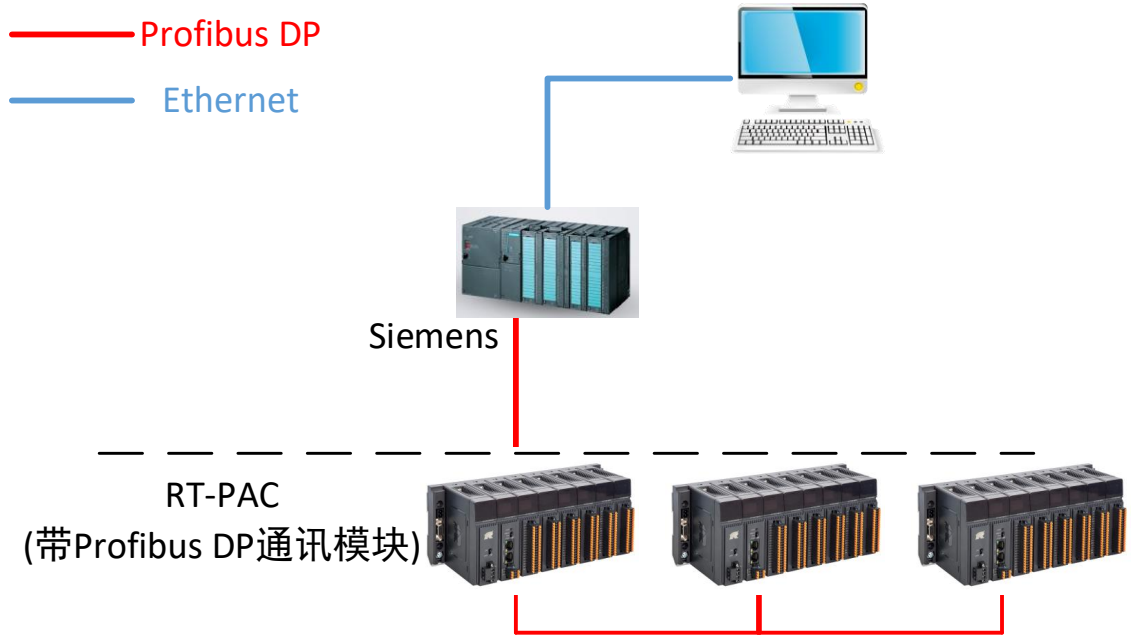 Profibus DP
Ethernet
Siemens
RT-PAC
(带Profibus DP通讯模块)